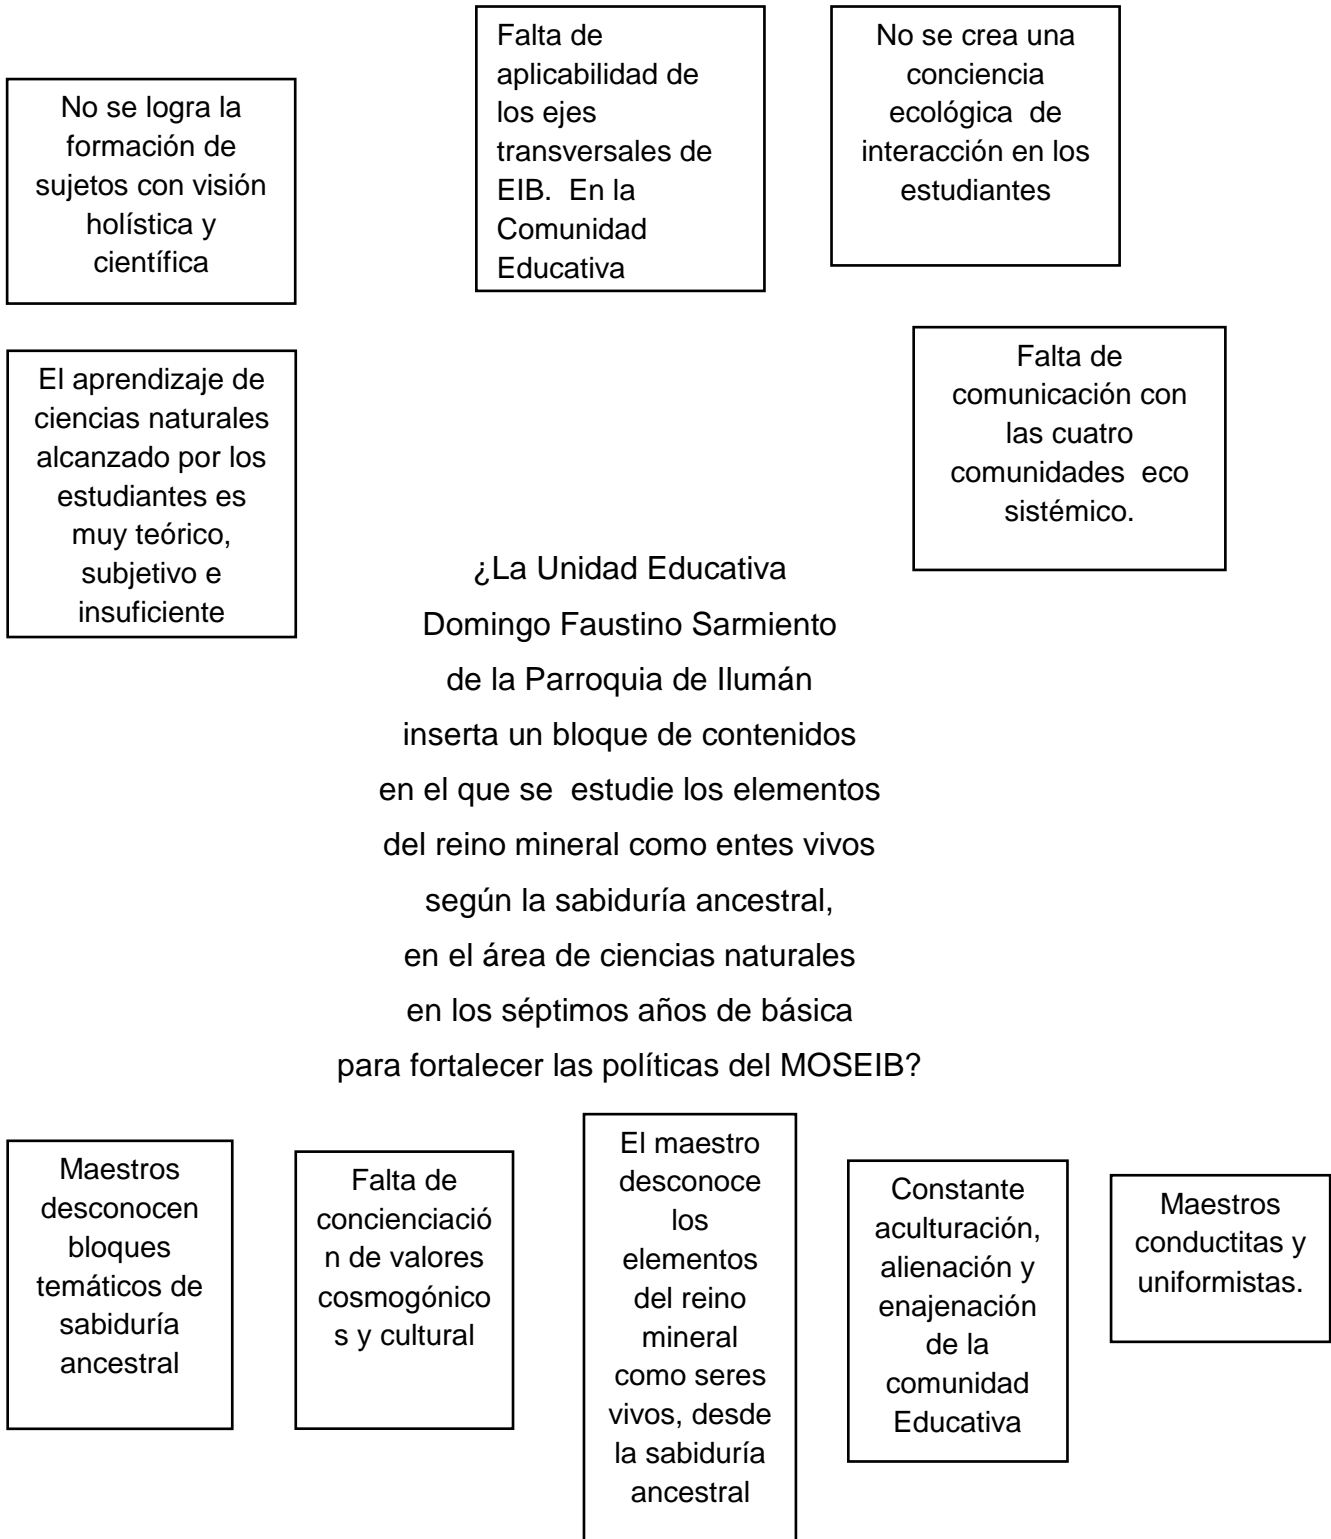 No se logra la
formación de
sujetos con visión
holística y
científica
Falta de
aplicabilidad de
los ejes
transversales de
EIB.  En la
Comunidad
Educativa
No se crea una
conciencia
ecológica  de
interacción en los
estudiantes
El aprendizaje de
ciencias naturales
alcanzado por los
estudiantes es
muy teórico,
subjetivo e
insuficiente
Falta de
comunicación con
las cuatro
comunidades  eco
sistémico.
¿La Unidad Educativa
Domingo Faustino Sarmiento
de la Parroquia de Ilumán
inserta un bloque de contenidos
en el que se  estudie los elementos
del reino mineral como entes vivos
según la sabiduría ancestral,
en el área de ciencias naturales
en los séptimos años de básica
para fortalecer las políticas del MOSEIB?
Maestros
desconocen
bloques
temáticos de
sabiduría
ancestral
Falta de
concienciació
n de valores
cosmogónico
s y cultural
El maestro
desconoce
los
elementos
del reino
mineral
como seres
vivos, desde
la sabiduría
ancestral
Constante
aculturación,
alienación y
enajenación
de la
comunidad
Educativa
Maestros
conductitas y
uniformistas.